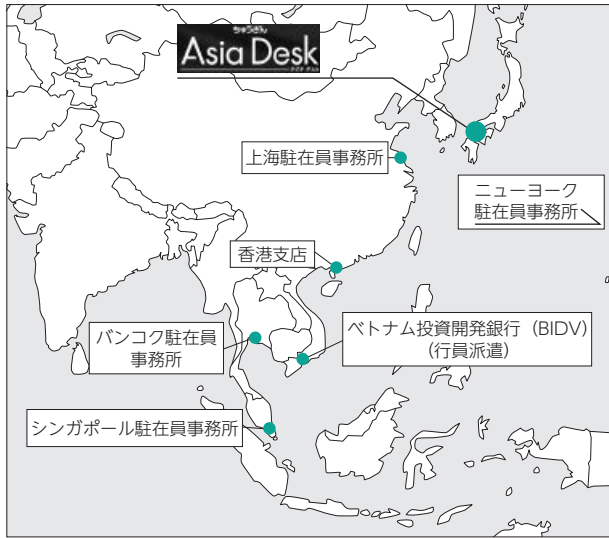 ちゅうぎん
Asia Desk
アジア デスク
上海駐在員事務所
ニューヨーク
駐在員事務所
香港支店
バンコク駐在員
事務所
ベトナム投資開発銀行（BIDV）
（行員派遣）
シンガポール駐在員事務所